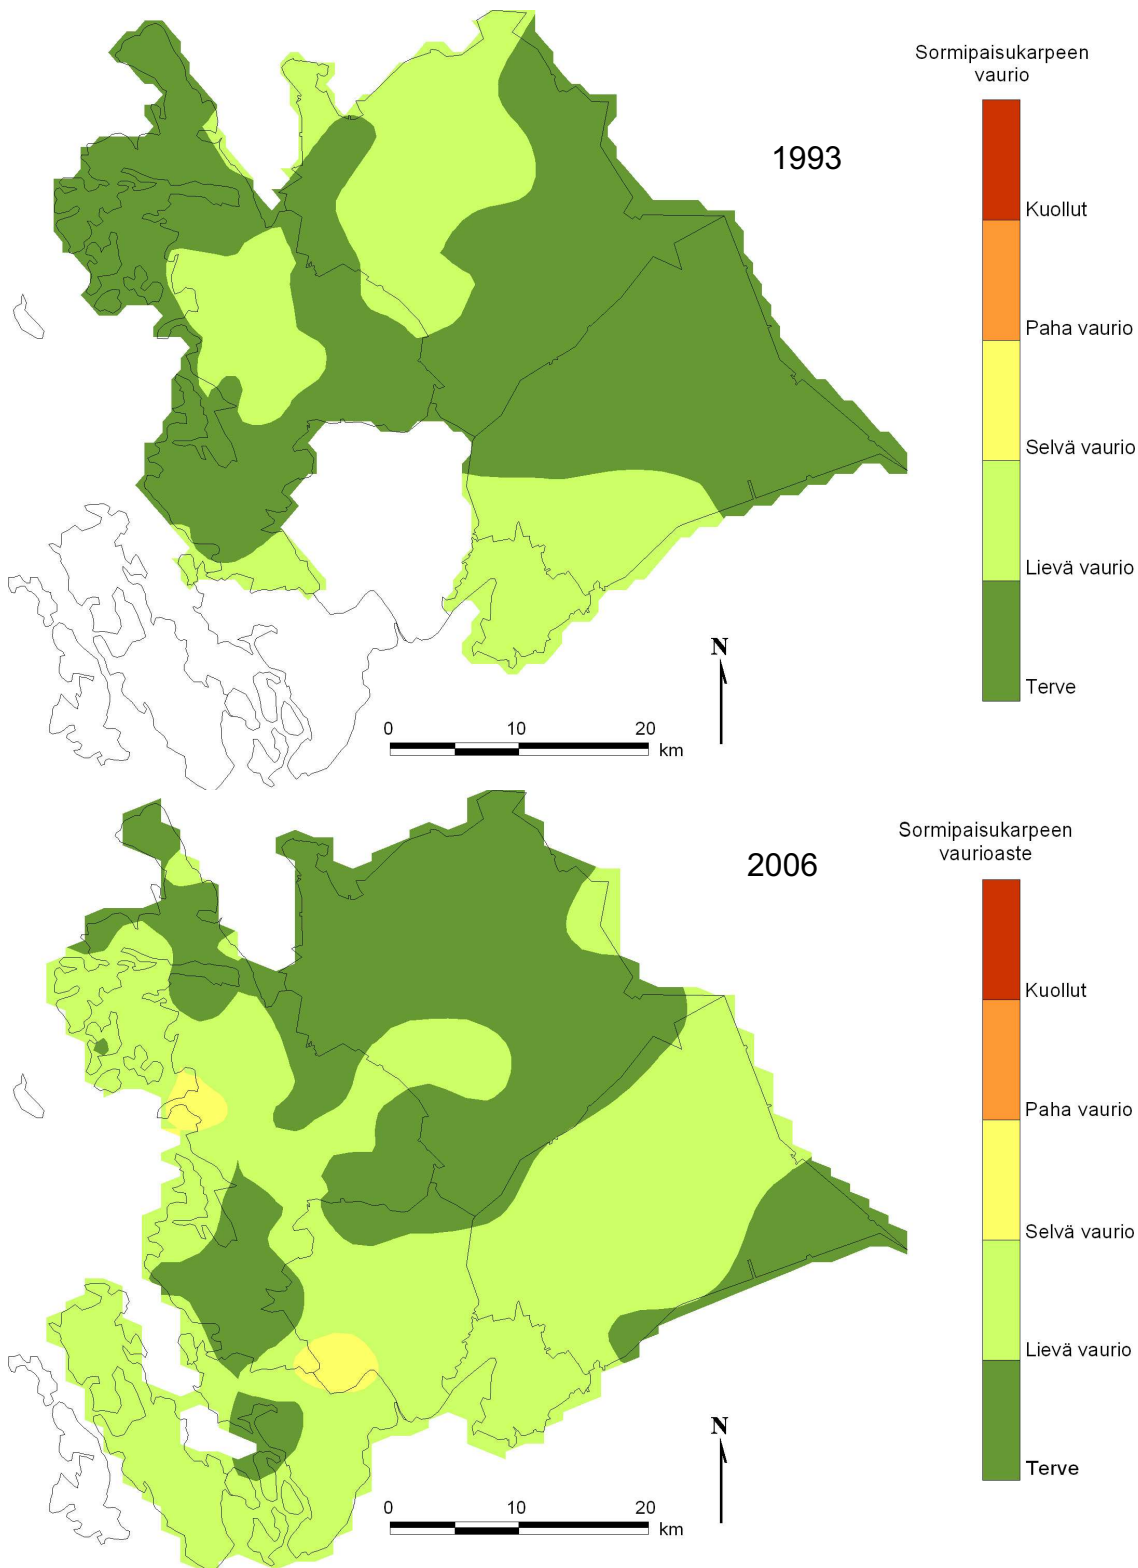 Sormipaisukarpeen
vaurio
1993
Kuollut
Paha vaurio
Selvä vaurio
Lievä vaurio
Terve
N
0 10 20
km
Sormipaisukarpeen
vaurioaste
2006
Kuollut
Paha vaurio
Selvä vaurio
Lievä vaurio
Terve
N
0 10 20
km